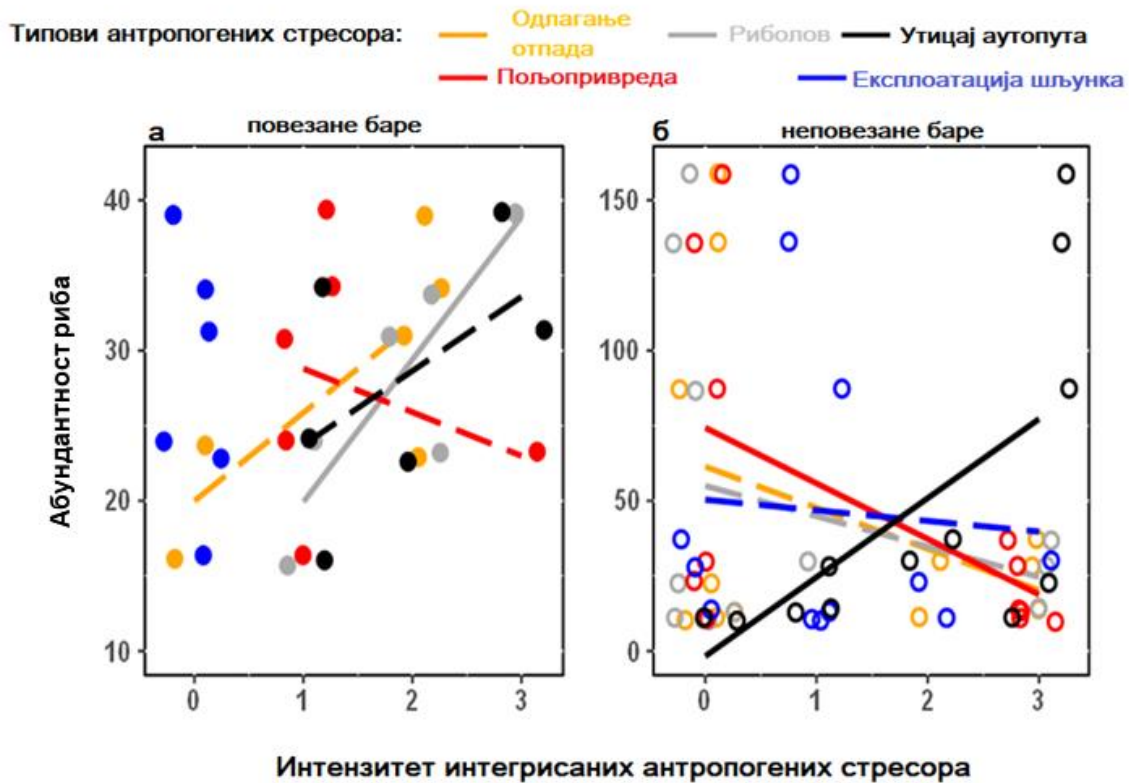 Типови антропогених стресора:
Одлагање
отпада
Риболов
Утицај аутопута
Пољопривреда
Експлоатација шљунка
а
повезане баре
б
неповезане баре
Абундантност риба
40
30
20
10
0 1 2 3
150
100
50
0
0 1 2 3
Интензитет интегрисаних антропогених стресора